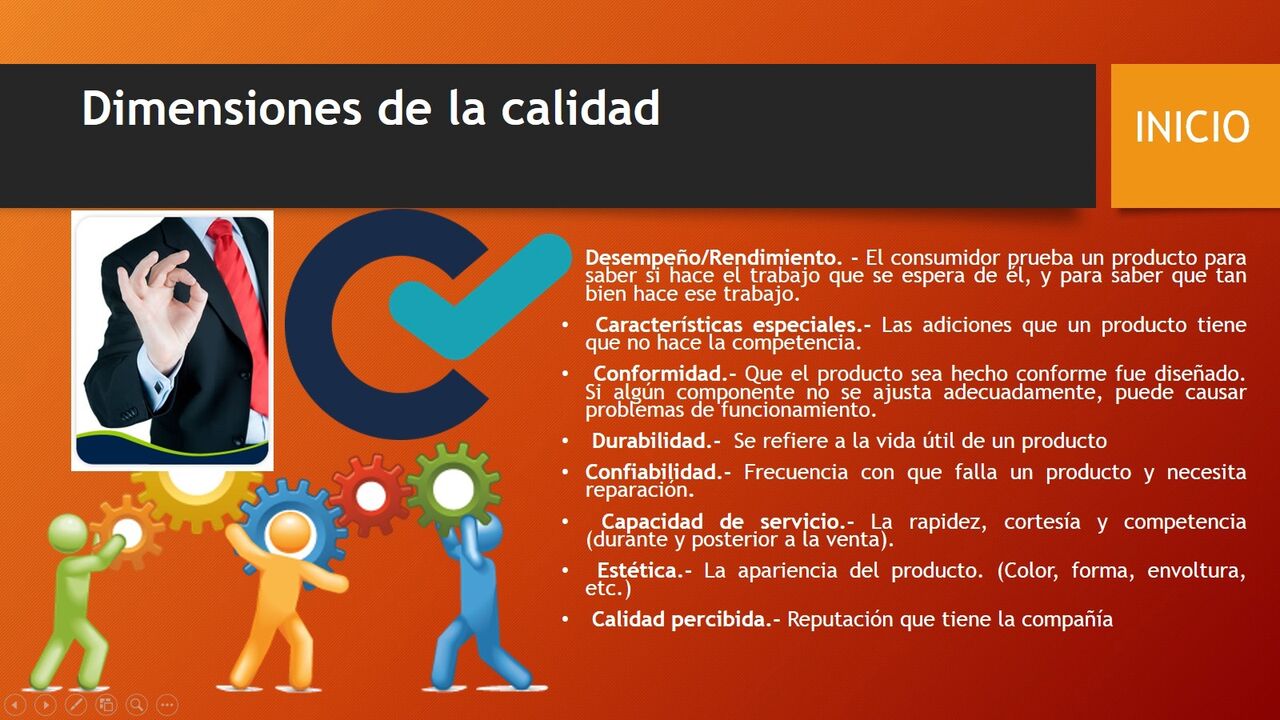 Dimensiones de la calidad
INICIO
Desempeño/Rendimiento. - El consumidor prueba un producto para
saber si hace el trabajo que se espera de él, y para saber que tan
bien hace ese trabajo.
• Características especiales.- Las adiciones que un producto tiene
que no hace la competencia.
• Conformidad.- Que el producto sea hecho conforme fue diseñado.
Si algún componente no se ajusta adecuadamente, puede causar
problemas de funcionamiento.
• Durabilidad.- Se refiere a la vida útil de un producto
• Confiabilidad.- Frecuencia con que falla un producto y necesita
reparación.
• Capacidad de servicio.- La rapidez, cortesía y competencia
(durante y posterior a la venta).
• Estética.- La apariencia del producto. (Color, forma, envoltura,
etc.)
• Calidad percibida.- Reputación que tiene la compañía